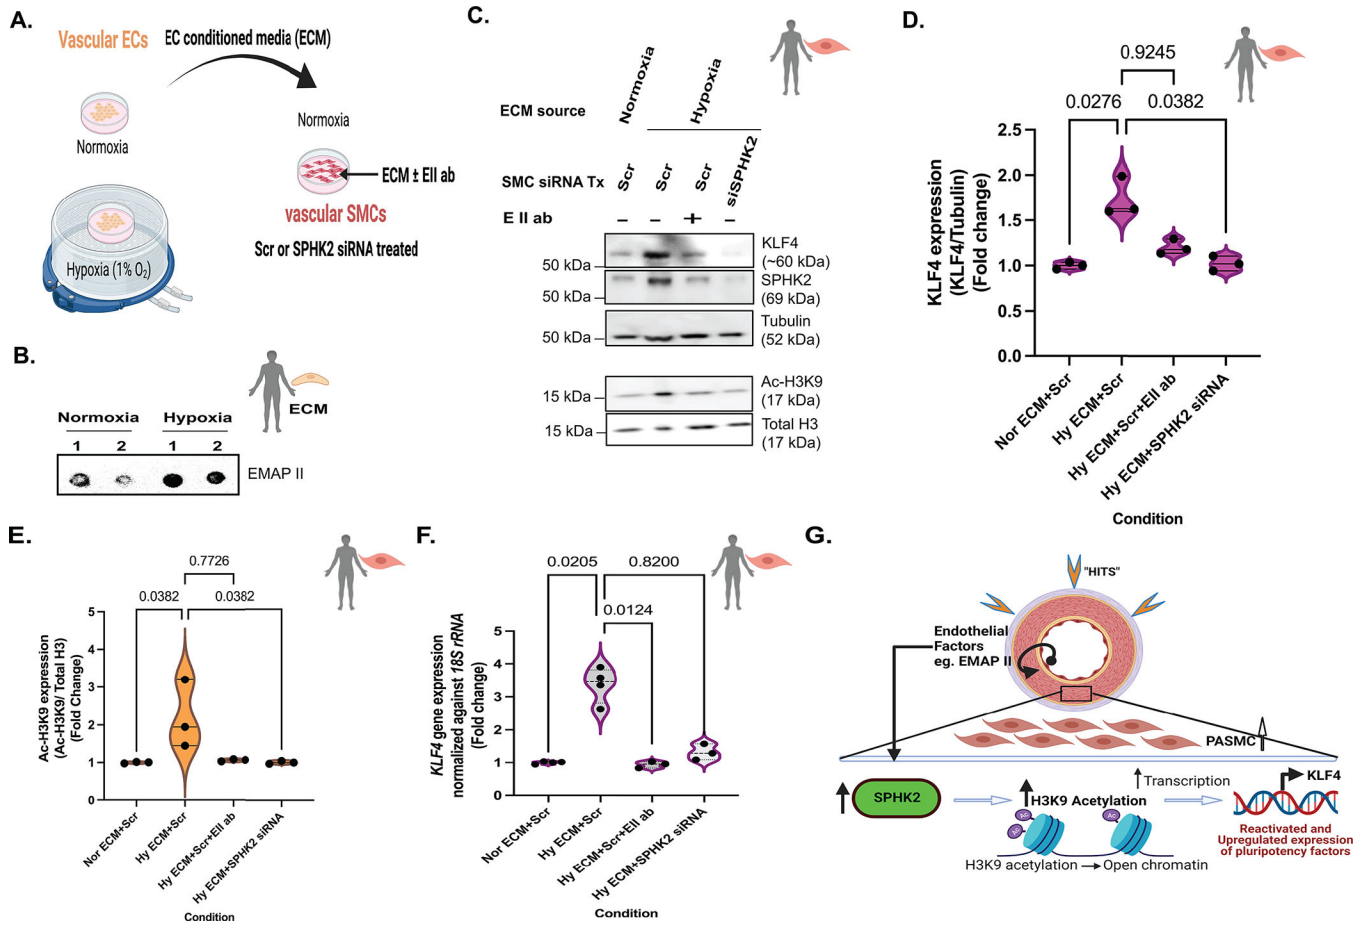 A.
Vascular ECs
EC conditioned media (ECM)
Normoxia
Normoxia
ECM ± EII ab
vascular SMCs
Scr or SPHK2 siRNA treated
Hypoxia (1% O₂)
B.
ECM
Normoxia Hypoxia
1 2 1 2
EMAP II
C.
ECM source
Normoxia
Hypoxia
SMC siRNA Tx
Scr
Scr
Scr
siSPHK2
E II ab
– – + –
KLF4
(~60 kDa)
50 kDa
SPHK2
(69 kDa)
50 kDa
Tubulin
(52 kDa)
50 kDa
Ac-H3K9
(17 kDa)
15 kDa
Total H3
(17 kDa)
15 kDa
D.
0.9245
0.0276
0.0382
KLF4 expression
(KLF4/Tubulin)
(Fold change)
2.5
2.0
1.5
1.0
0.5
0.0
Nor ECM+Scr
Hy ECM+Scr
Hy ECM+Scr+EII ab
Hy ECM+SPHK2 siRNA
Condition
E.
0.7726
0.0382
0.0382
Ac-H3K9 expression
(Ac-H3K9/ Total H3)
(Fold Change)
5
4
3
2
1
0
Nor ECM+Scr
Hy ECM+Scr
Hy ECM+Scr+EII ab
Hy ECM+SPHK2 siRNA
Condition
F.
0.0205
0.8200
0.0124
KLF4 gene expression
normalized against 18S rRNA
(Fold change)
5
4
3
2
1
0
Nor ECM+Scr
Hy ECM+Scr
Hy ECM+Scr+EII ab
Hy ECM+SPHK2 siRNA
Condition
G.
"HITS"
Endothelial
Factors
eg. EMAP II
PASMC
SPHK2
H3K9 Acetylation
Transcription
KLF4
Ac
Ac
Ac
H3K9 acetylation → Open chromatin
Reactivated and
Upregulated expression
of pluripotency factors